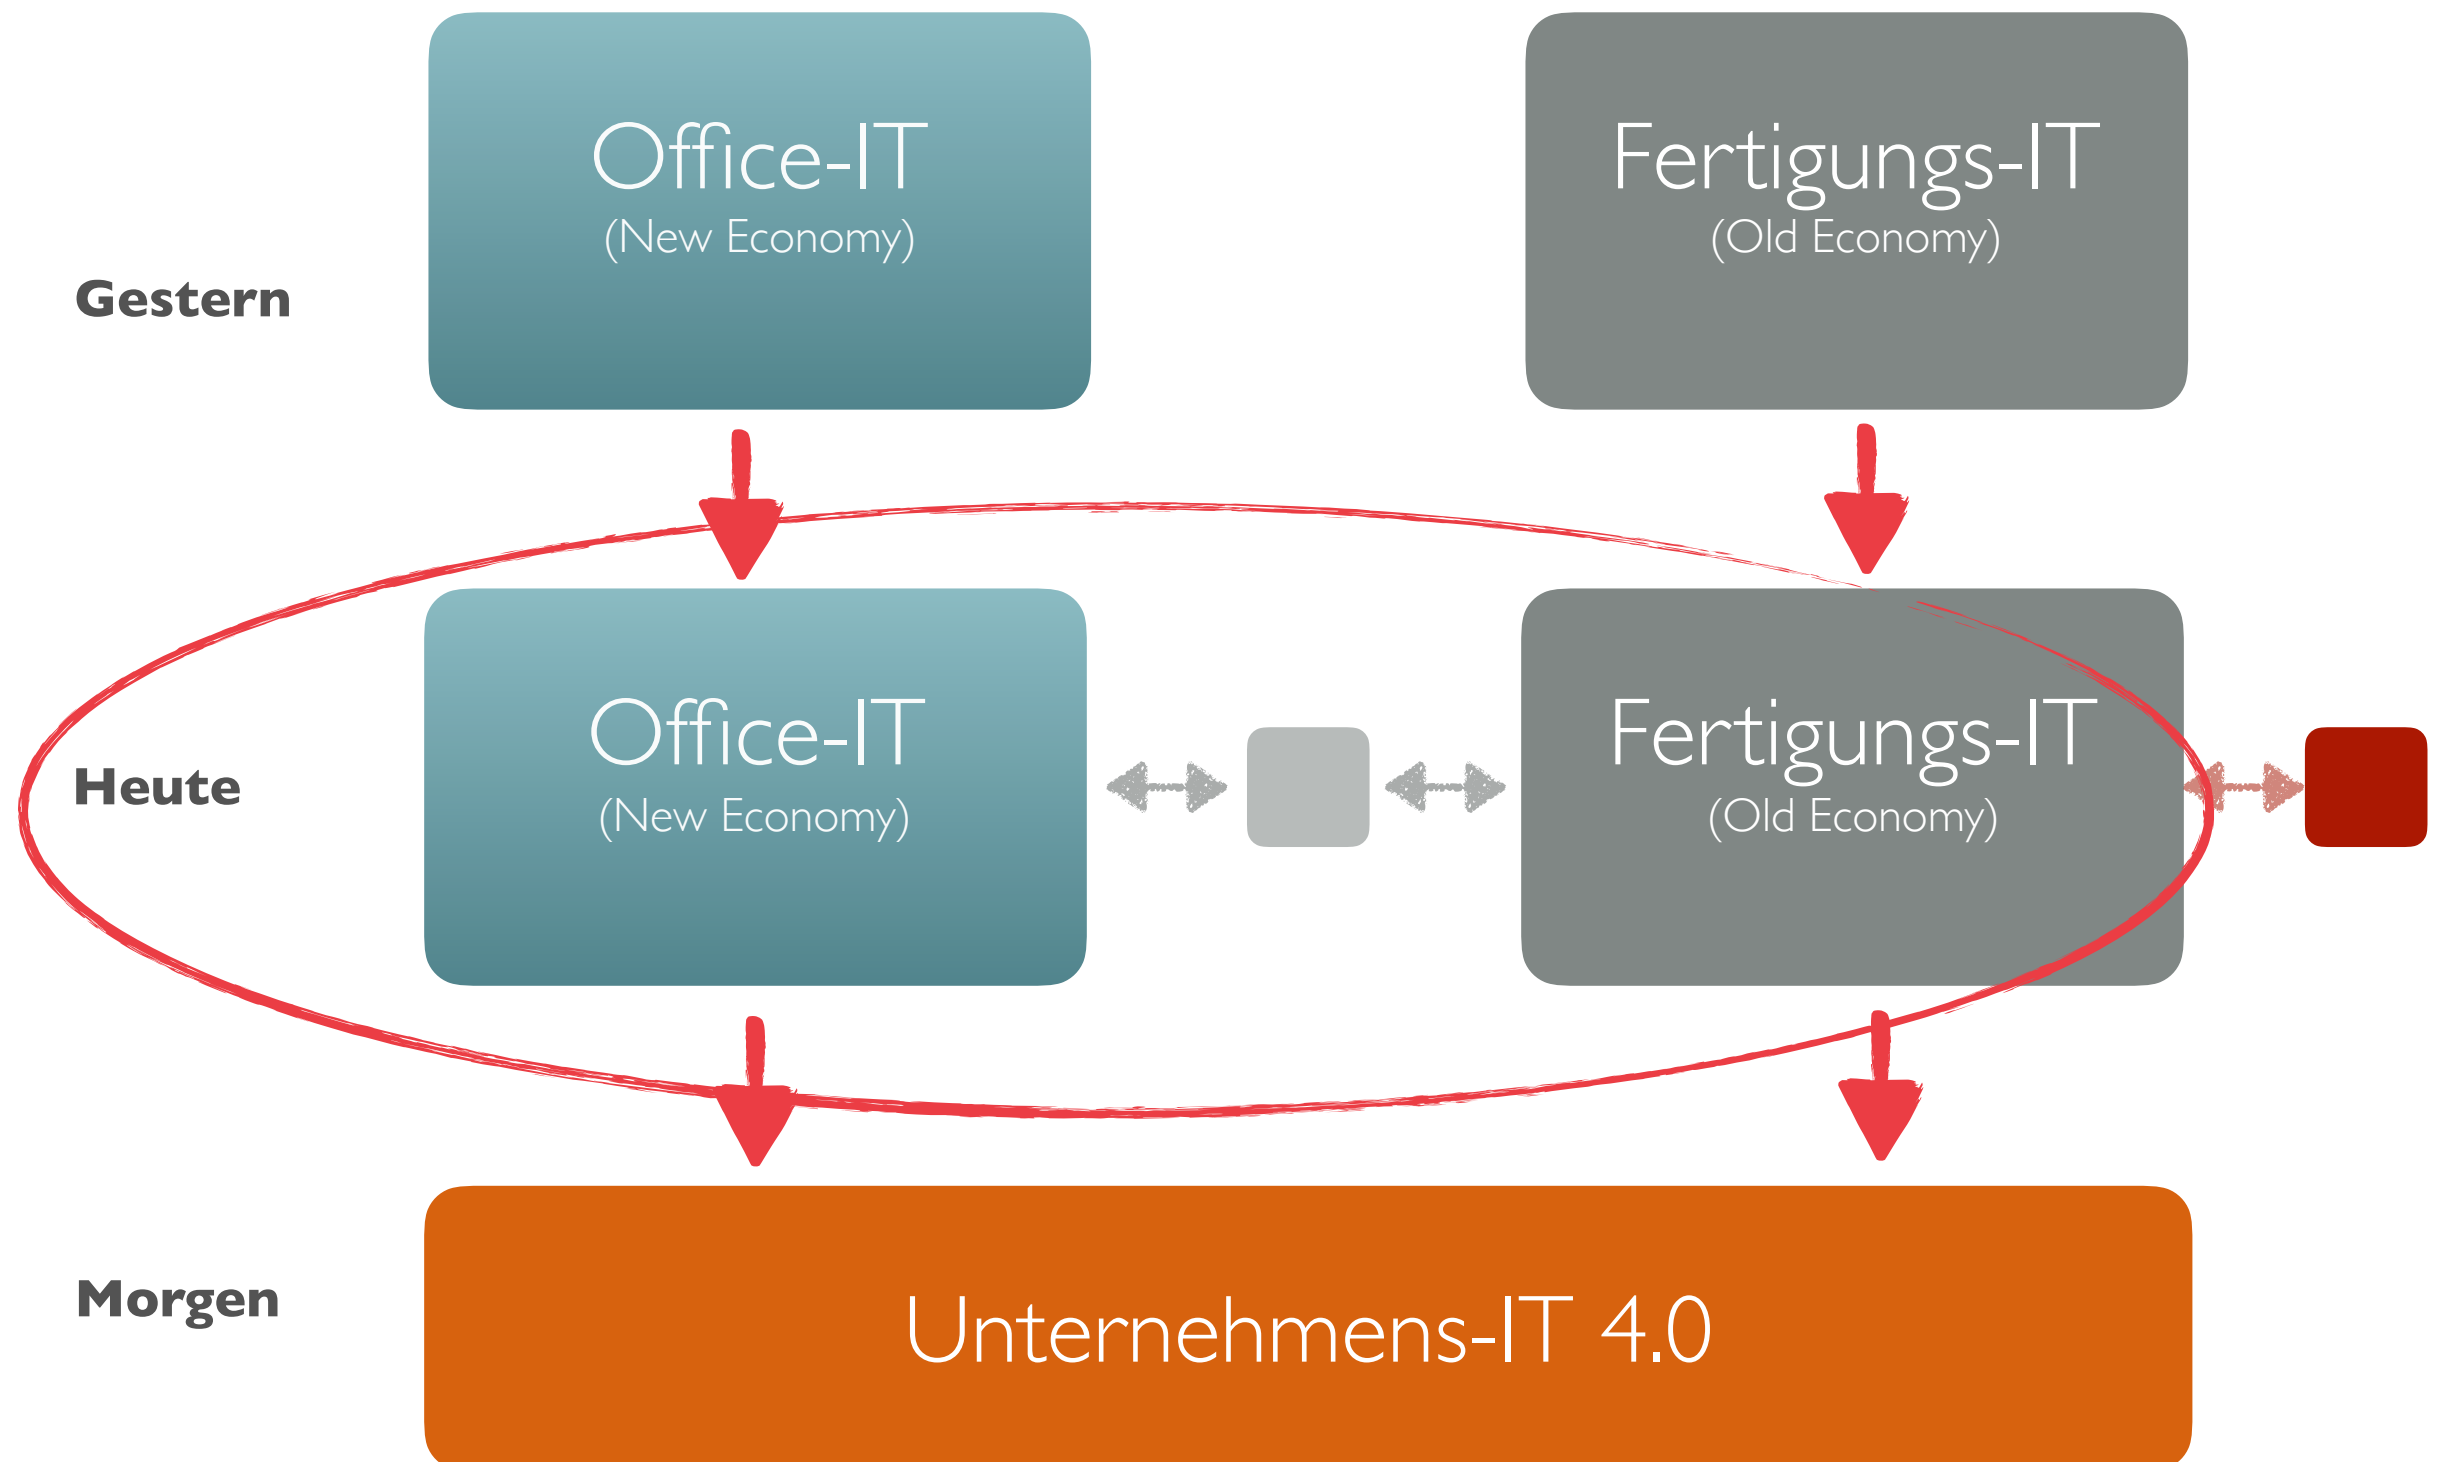 Office-IT
(New Economy)
Fertigungs-IT
(Old Economy)
Gestern
Office-IT
(New Economy)
Fertigungs-IT
(Old Economy)
Heute
Morgen
Unternehmens-IT 4.0